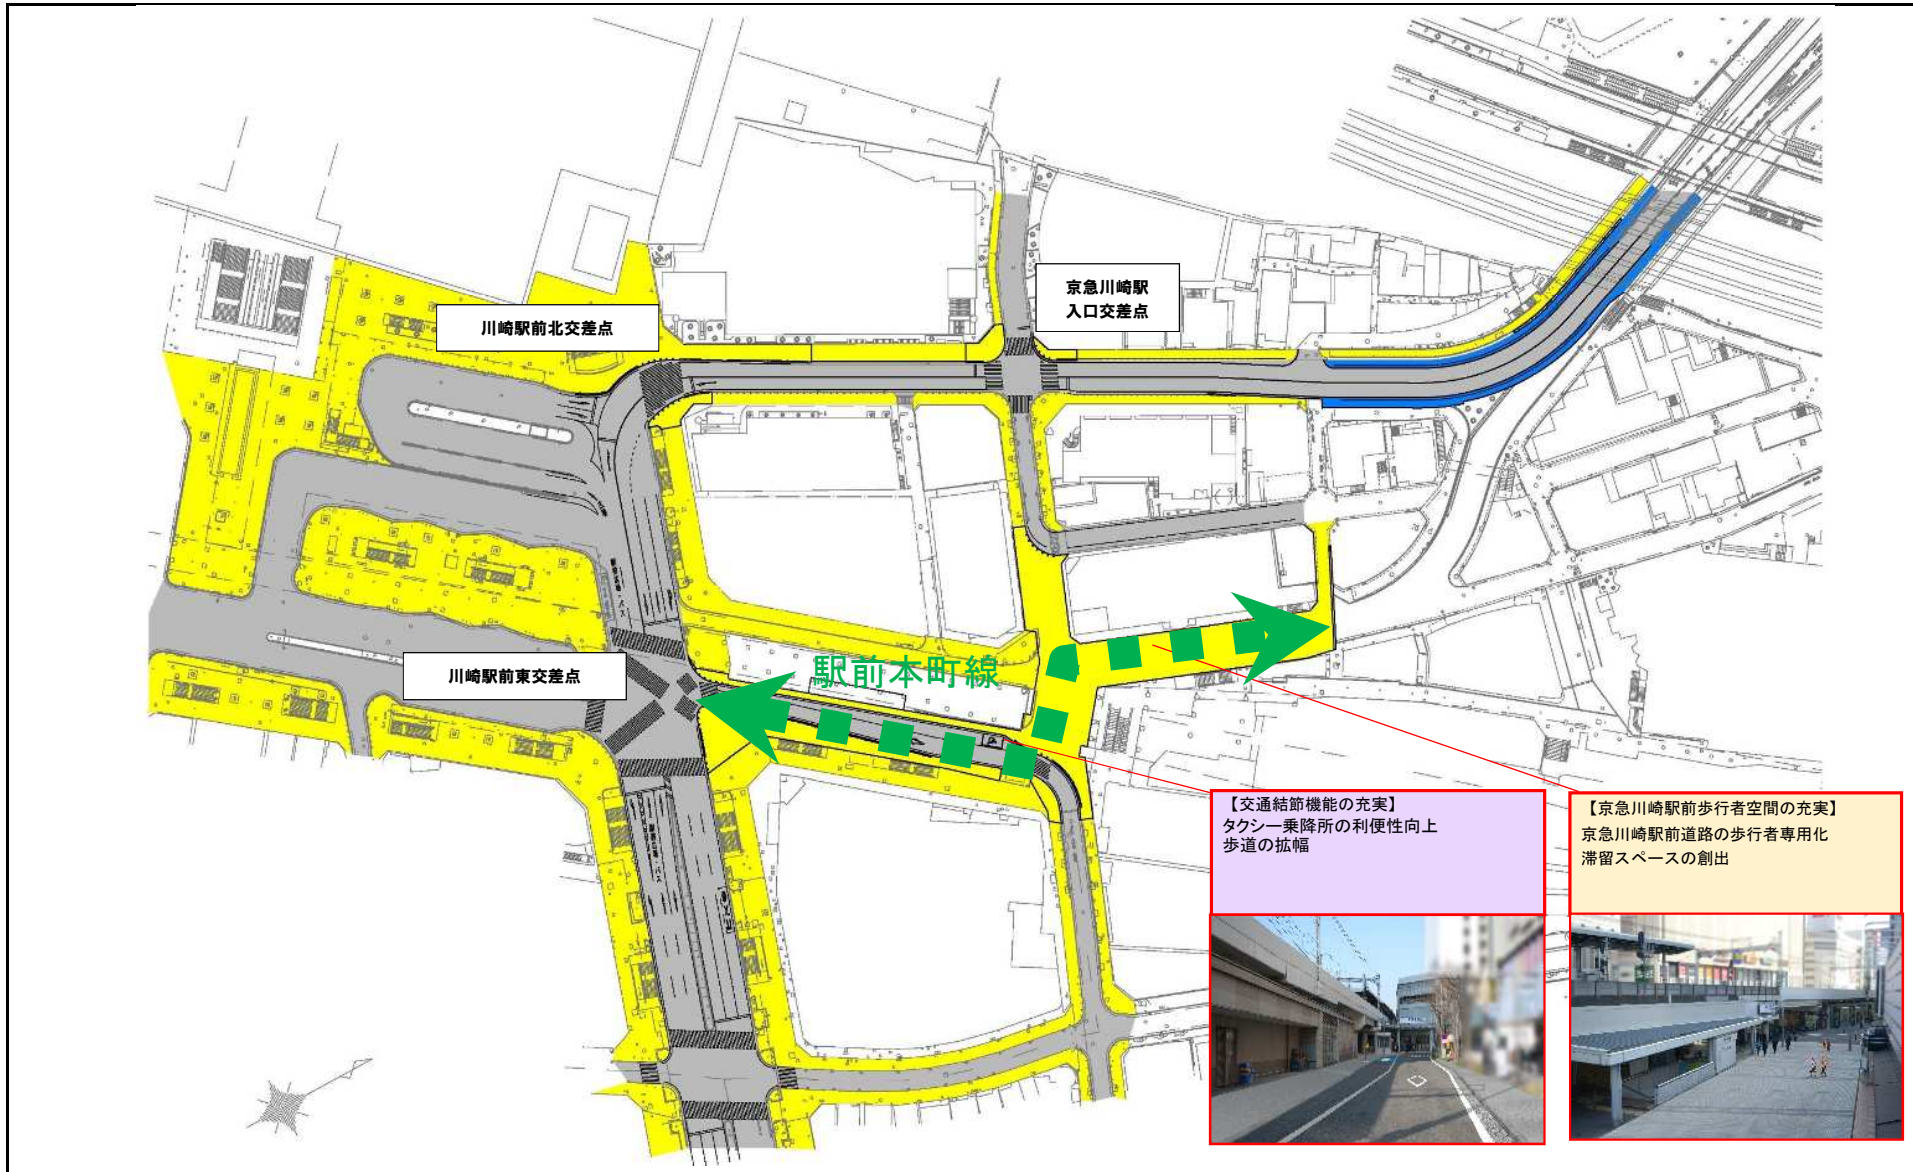 京急川崎駅
入口交差点
川崎駅前北交差点
川崎駅前東交差点
駅前本町線
【交通結節機能の充実】
タクシー乗降所の利便性向上
歩道の拡幅
【京急川崎駅前歩行者空間の充実】
京急川崎駅前道路の歩行者専用化
滞留スペースの創出